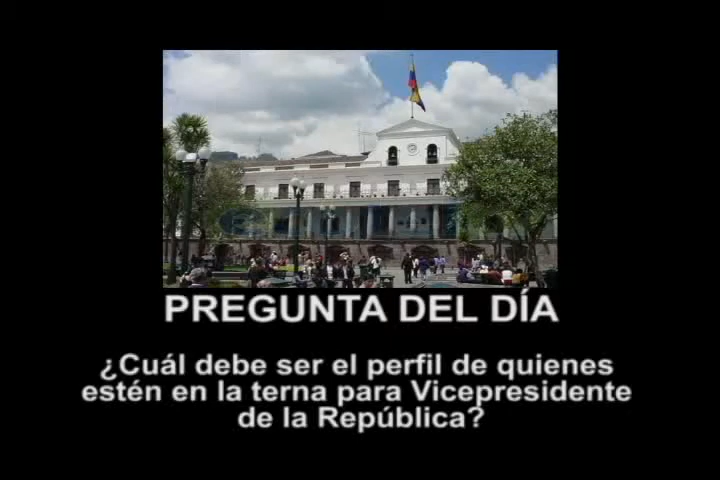 PREGUNTA DEL DÍA
¿Cuál debe ser el perfil de quienes
estén en la terna para Vicepresidente
de la República?